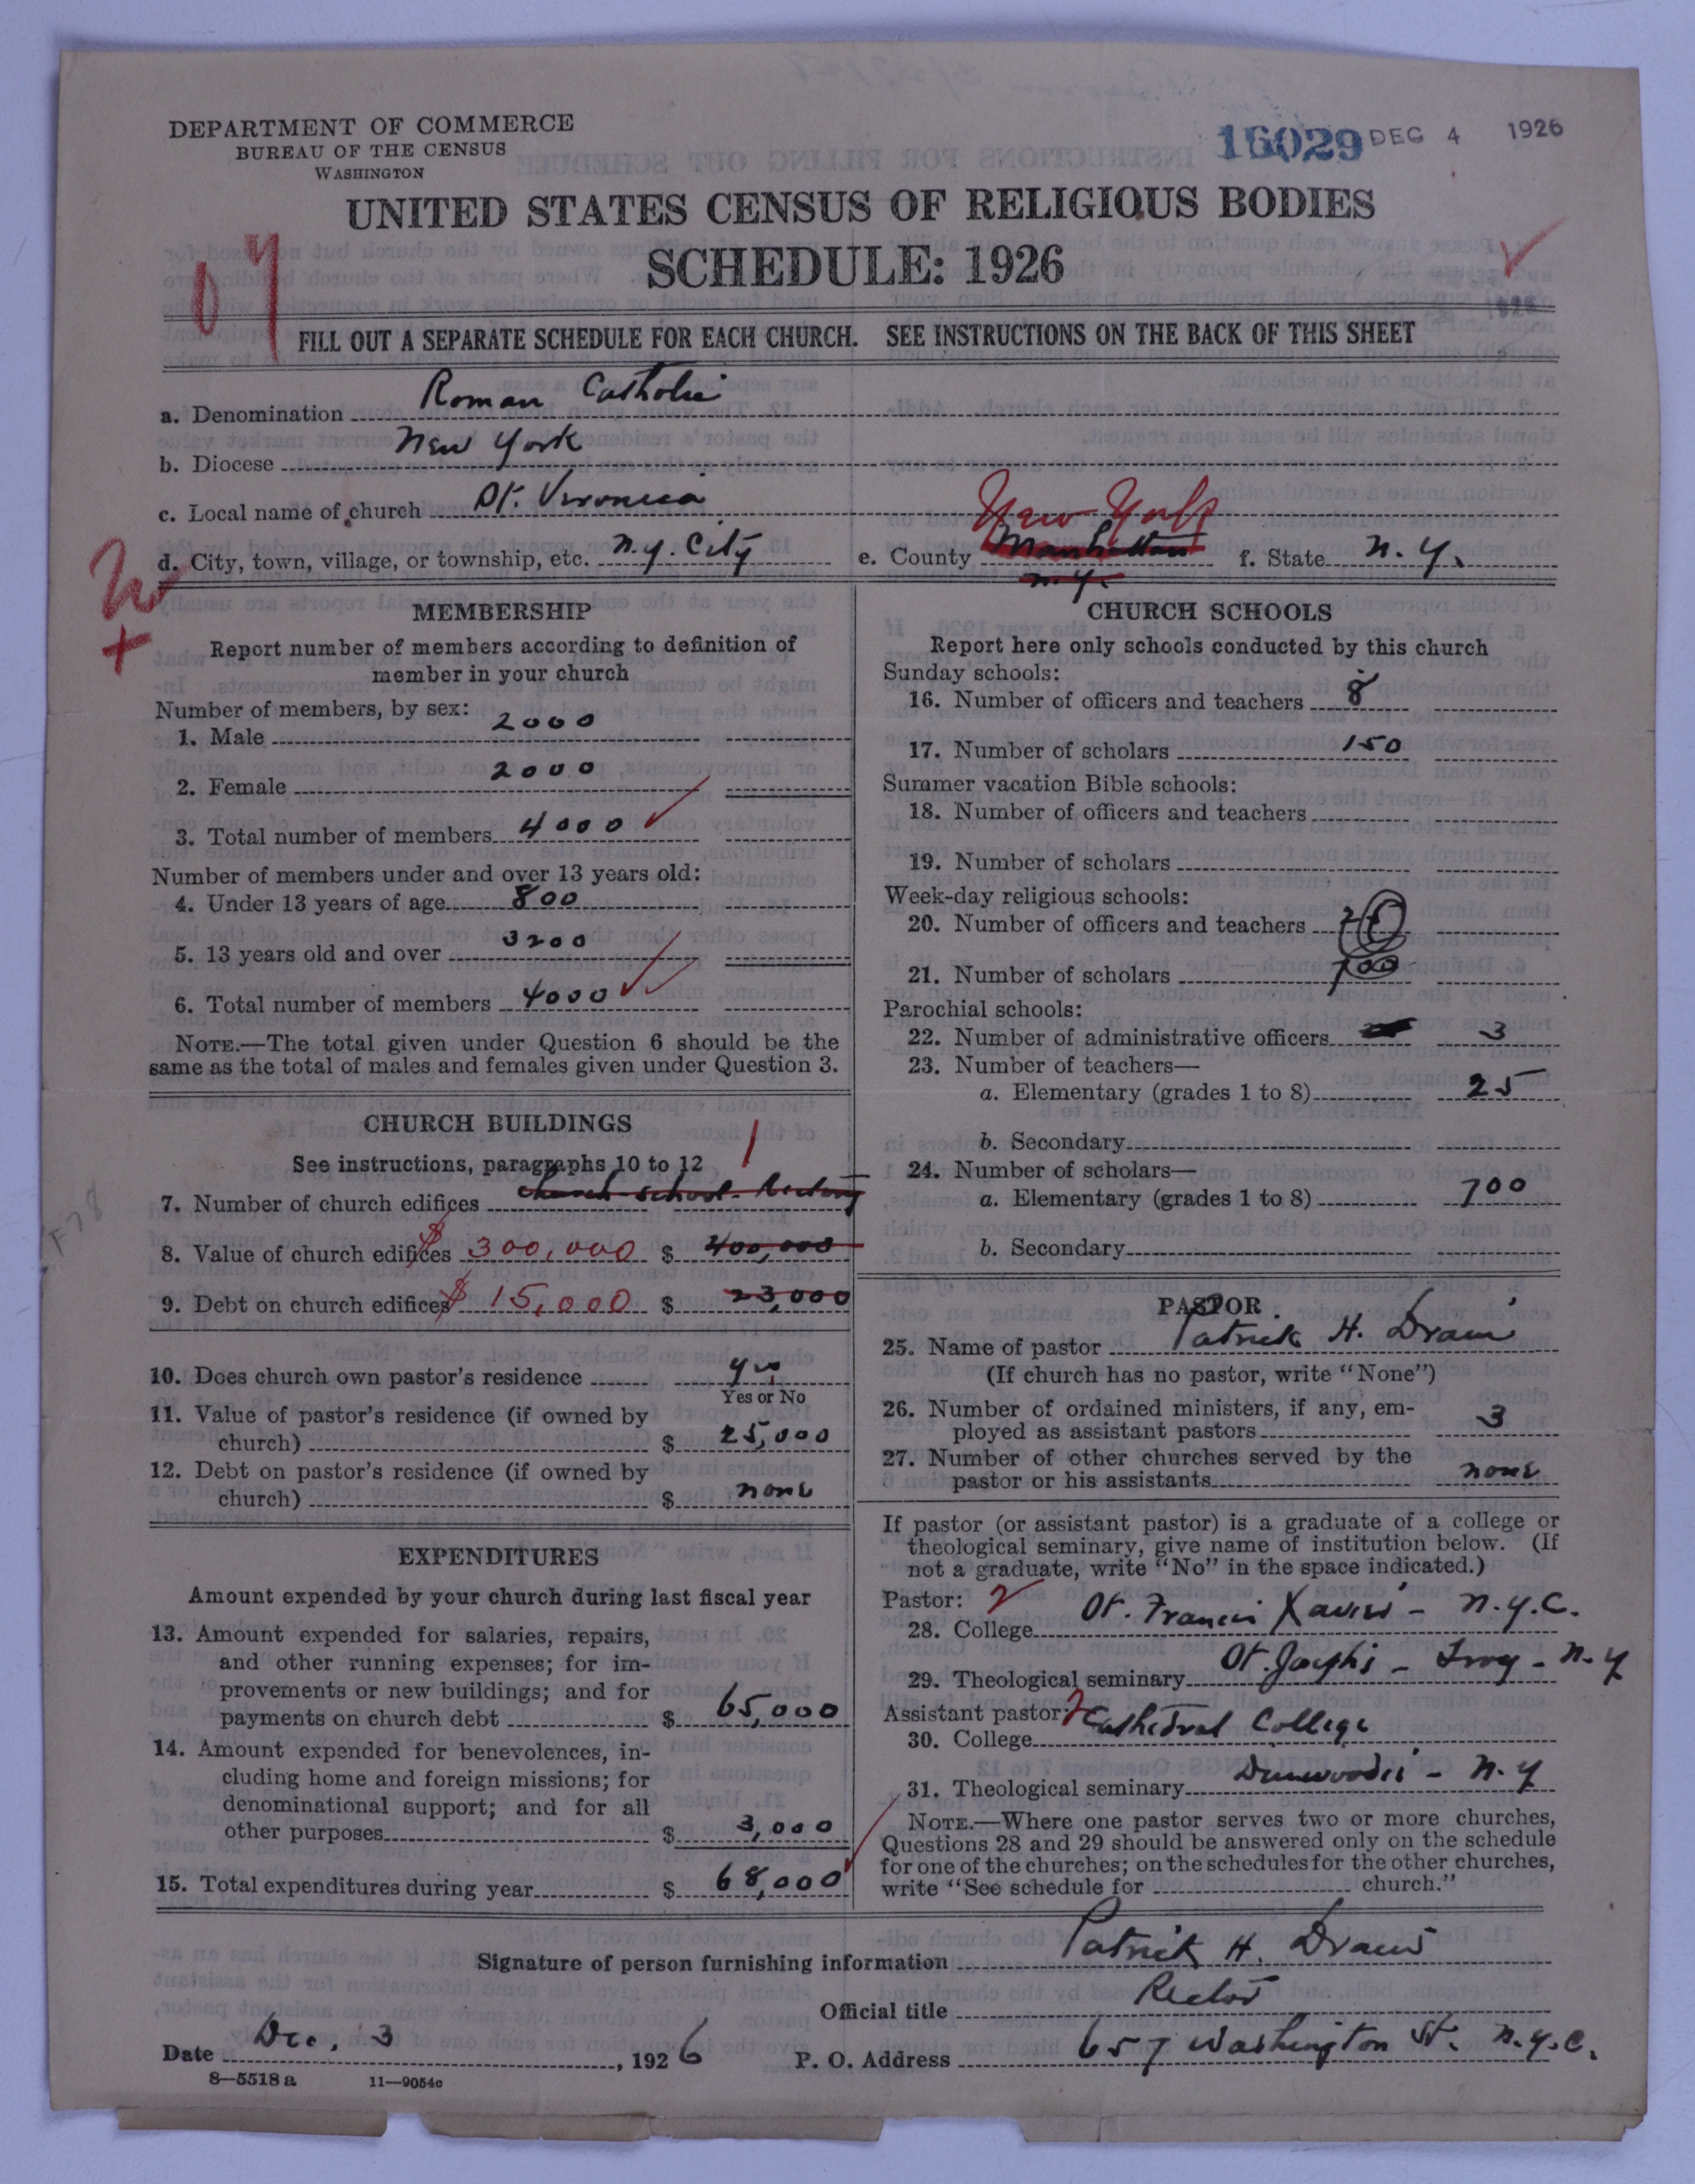 DEPARTMENT OF COMMERCE
BUREAU OF THE CENSUS
WASHINGTON
16029 DEC 4 1926
UNITED STATES CENSUS OF RELIGIOUS BODIES
SCHEDULE: 1926
FILL OUT A SEPARATE SCHEDULE FOR EACH CHURCH. SEE INSTRUCTIONS ON THE BACK OF THIS SHEET
a. Denomination Roman Catholic
b. Diocese New York
c. Local name of church St. Veronica
New York
d. City, town, village, or township, etc. N.Y. City e. County Manhattan f. State N.Y.
N.Y.
MEMBERSHIP
Report number of members according to definition of
member in your church
Number of members, by sex:
1. Male 2000
2. Female 2000
3. Total number of members 4000
Number of members under and over 13 years old:
4. Under 13 years of age 800
5. 13 years old and over 3200
6. Total number of members 4000
NOTE.—The total given under Question 6 should be the
same as the total of males and females given under Question 3.
CHURCH BUILDINGS
See instructions, paragraphs 10 to 12 1
7. Number of church edifices church-school-rectory
8. Value of church edifices $ 300,000 $ 400,000
9. Debt on church edifices $ 15,000 $ 23,000
10. Does church own pastor's residence yes
Yes or No
11. Value of pastor's residence (if owned by
church) $ 25,000
12. Debt on pastor's residence (if owned by
church) $ none
EXPENDITURES
Amount expended by your church during last fiscal year
13. Amount expended for salaries, repairs,
and other running expenses; for im-
provements or new buildings; and for
payments on church debt $ 65,000
14. Amount expended for benevolences, in-
cluding home and foreign missions; for
denominational support; and for all
other purposes $ 3,000
15. Total expenditures during year $ 68,000
CHURCH SCHOOLS
Report here only schools conducted by this church
Sunday schools:
16. Number of officers and teachers 8
17. Number of scholars 150
Summer vacation Bible schools:
18. Number of officers and teachers
19. Number of scholars
Week-day religious schools:
20. Number of officers and teachers
21. Number of scholars 700
Parochial schools:
22. Number of administrative officers 3
23. Number of teachers—
a. Elementary (grades 1 to 8) 25
b. Secondary
24. Number of scholars—
a. Elementary (grades 1 to 8) 700
b. Secondary
PASTOR
25. Name of pastor Patrick H. Drain
(If church has no pastor, write "None")
26. Number of ordained ministers, if any, em-
ployed as assistant pastors 3
27. Number of other churches served by the
pastor or his assistants none
If pastor (or assistant pastor) is a graduate of a college or
theological seminary, give name of institution below. (If
not a graduate, write "No" in the space indicated.)
Pastor: 2
28. College St. Francis Xavier - N.Y.C.
29. Theological seminary St. Josephs - Troy - N.Y
Assistant pastor: 2
30. College Cathedral College
31. Theological seminary Dunwoodie - N.Y
NOTE.—Where one pastor serves two or more churches,
Questions 28 and 29 should be answered only on the schedule
for one of the churches; on the schedules for the other churches,
write "See schedule for church."
Signature of person furnishing information Patrick H. Drain
Official title Rector
Date Dec. 3, 1926 P. O. Address 657 Washington St. N.Y.C.
8—5518 a 11—9054c